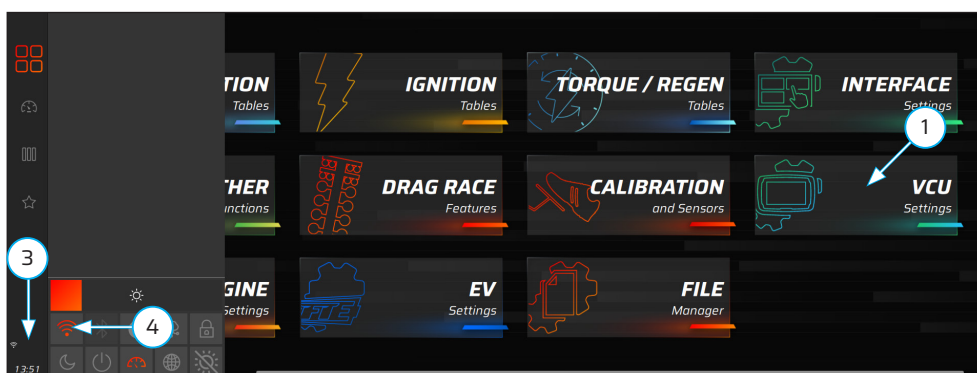 TION
Tables
IGNITION
Tables
TORQUE / REGEN
Tables
INTERFACE
Settings
1
HER
unctions
DRAG RACE
Features
CALIBRATION
and Sensors
VCU
Settings
3
GINE
Settings
EV
Settings
FILE
Manager
4
13:51